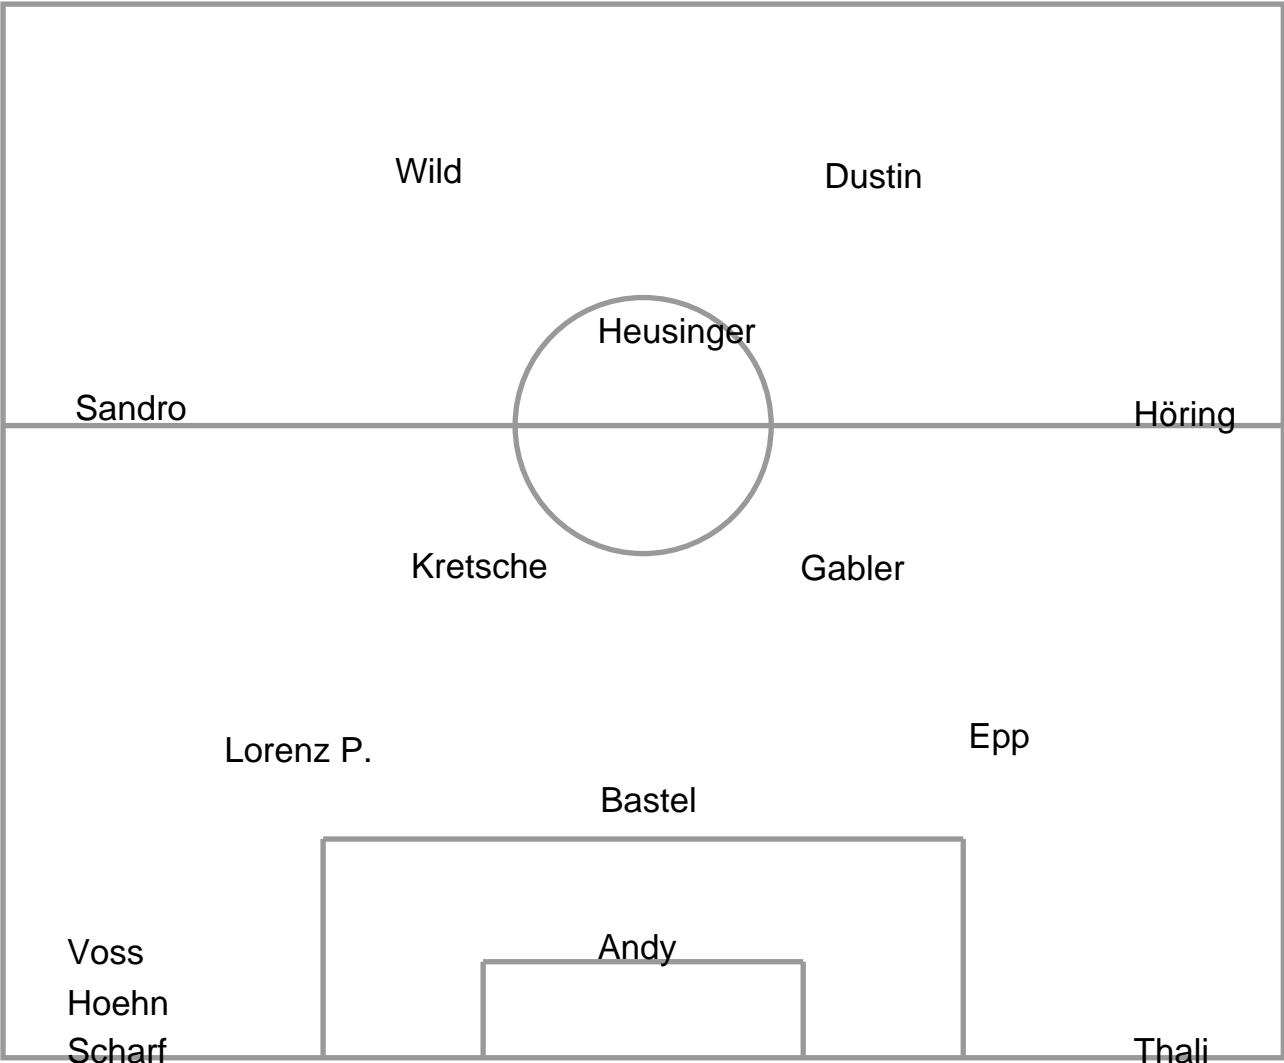 Wild
Dustin
Heusinger
Sandro
Höring
Kretsche
Gabler
Lorenz P.
Epp
Bastel
Andy
Voss
Hoehn
Scharf
Thali